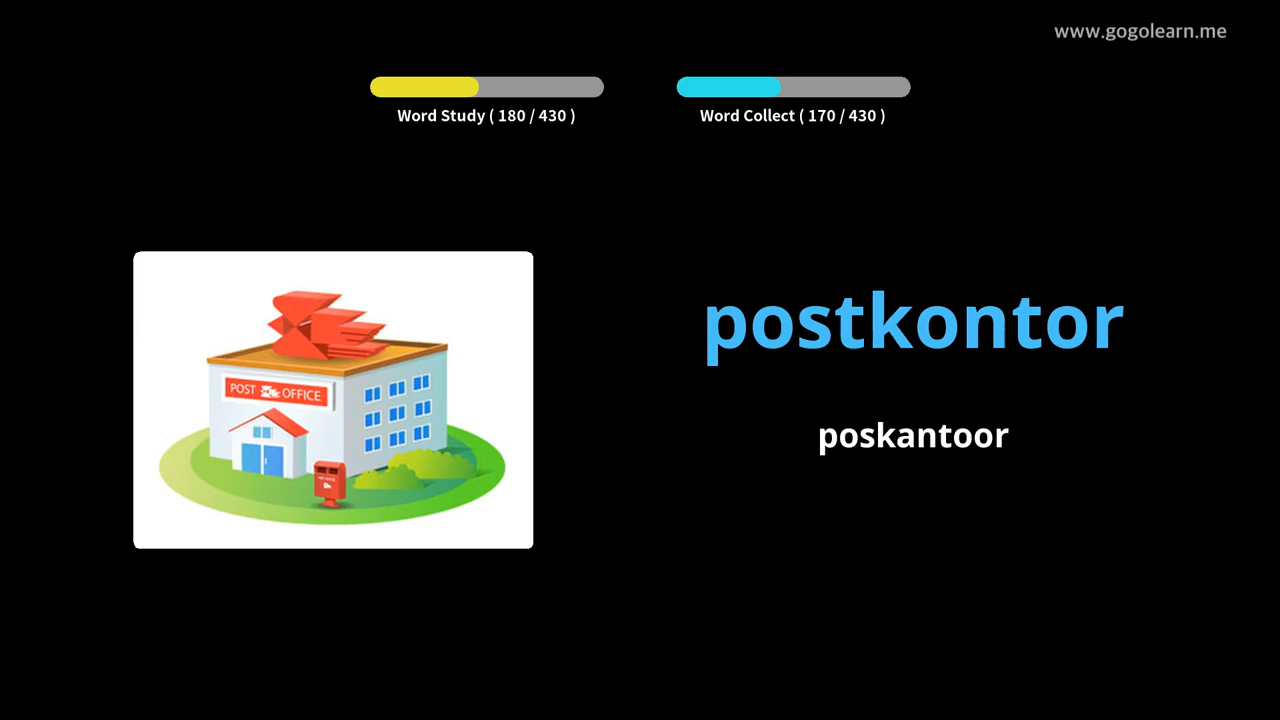 www.gogolearn.me
Word Study ( 180 / 430 )
Word Collect ( 170 / 430 )
postkontor
poskantoor
POST OFFICE